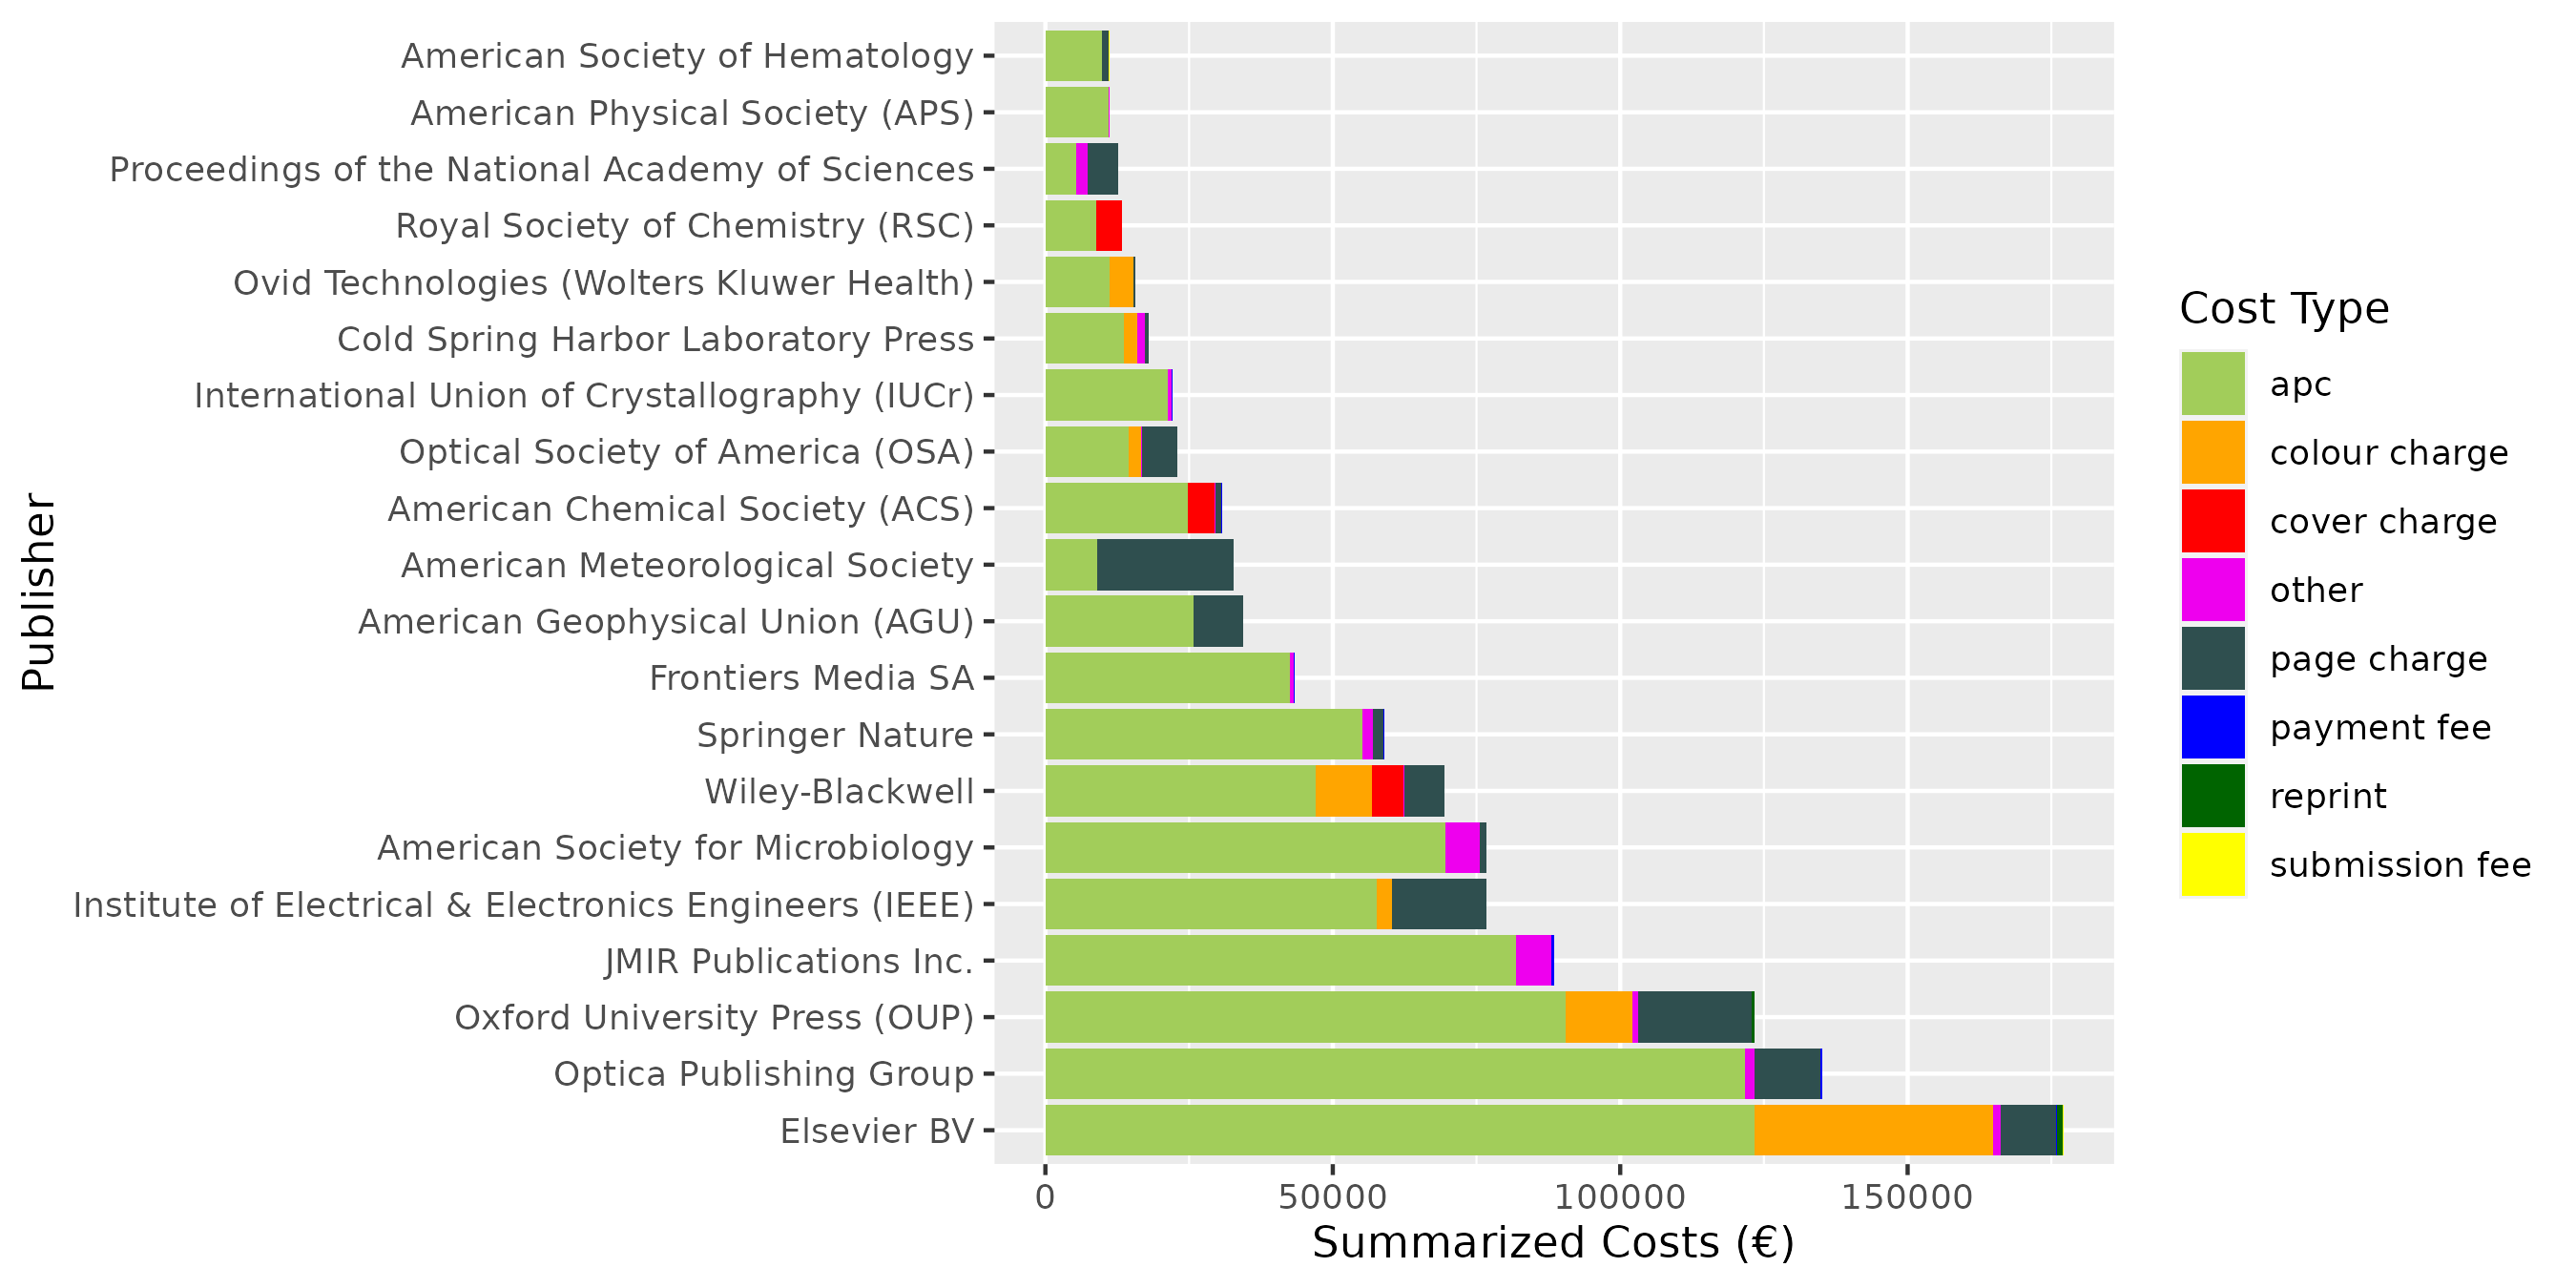 American Society of Hematology
American Physical Society (APS)
Proceedings of the National Academy of Sciences
Royal Society of Chemistry (RSC)
Ovid Technologies (Wolters Kluwer Health)
Cold Spring Harbor Laboratory Press
International Union of Crystallography (IUCr)
Optical Society of America (OSA)
American Chemical Society (ACS)
American Meteorological Society
American Geophysical Union (AGU)
Frontiers Media SA
Springer Nature
Wiley-Blackwell
American Society for Microbiology
Institute of Electrical & Electronics Engineers (IEEE)
JMIR Publications Inc.
Oxford University Press (OUP)
Optica Publishing Group
Elsevier BV
Publisher
0 50000 100000 150000
Summarized Costs (€)
Cost Type
apc
colour charge
cover charge
other
page charge
payment fee
reprint
submission fee